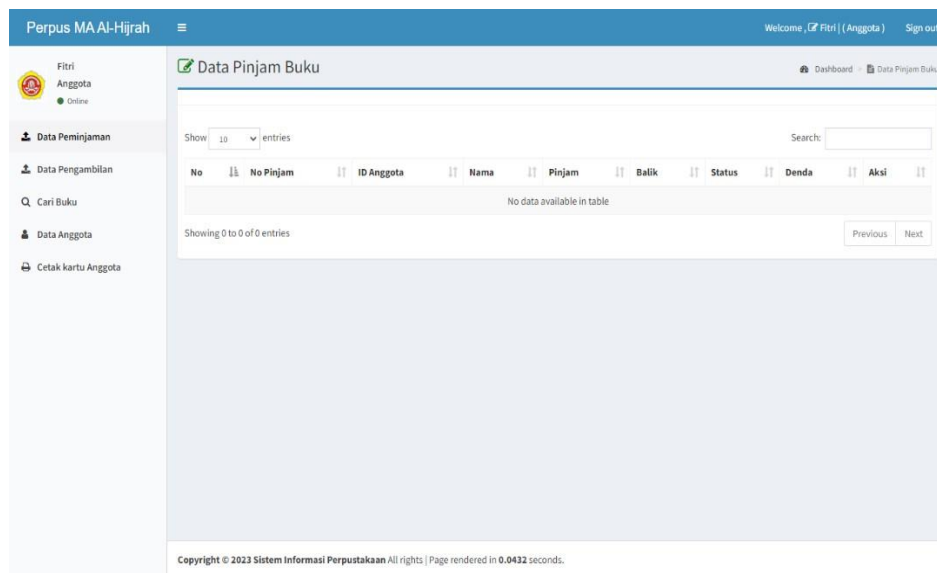 Perpus MA Al-Hijrah
Welcome , Fitri | ( Anggota ) Sign out
Fitri
Anggota
Online
Data Pinjam Buku
Dashboard > Data Pinjam Buku
Data Peminjaman
Data Pengambilan
Cari Buku
Data Anggota
Cetak kartu Anggota
Show 10 entries Search:
No No Pinjam ID Anggota Nama Pinjam Balik Status Denda Aksi
No data available in table
Showing 0 to 0 of 0 entries Previous Next
Copyright © 2023 Sistem Informasi Perpustakaan All rights | Page rendered in 0.0432 seconds.